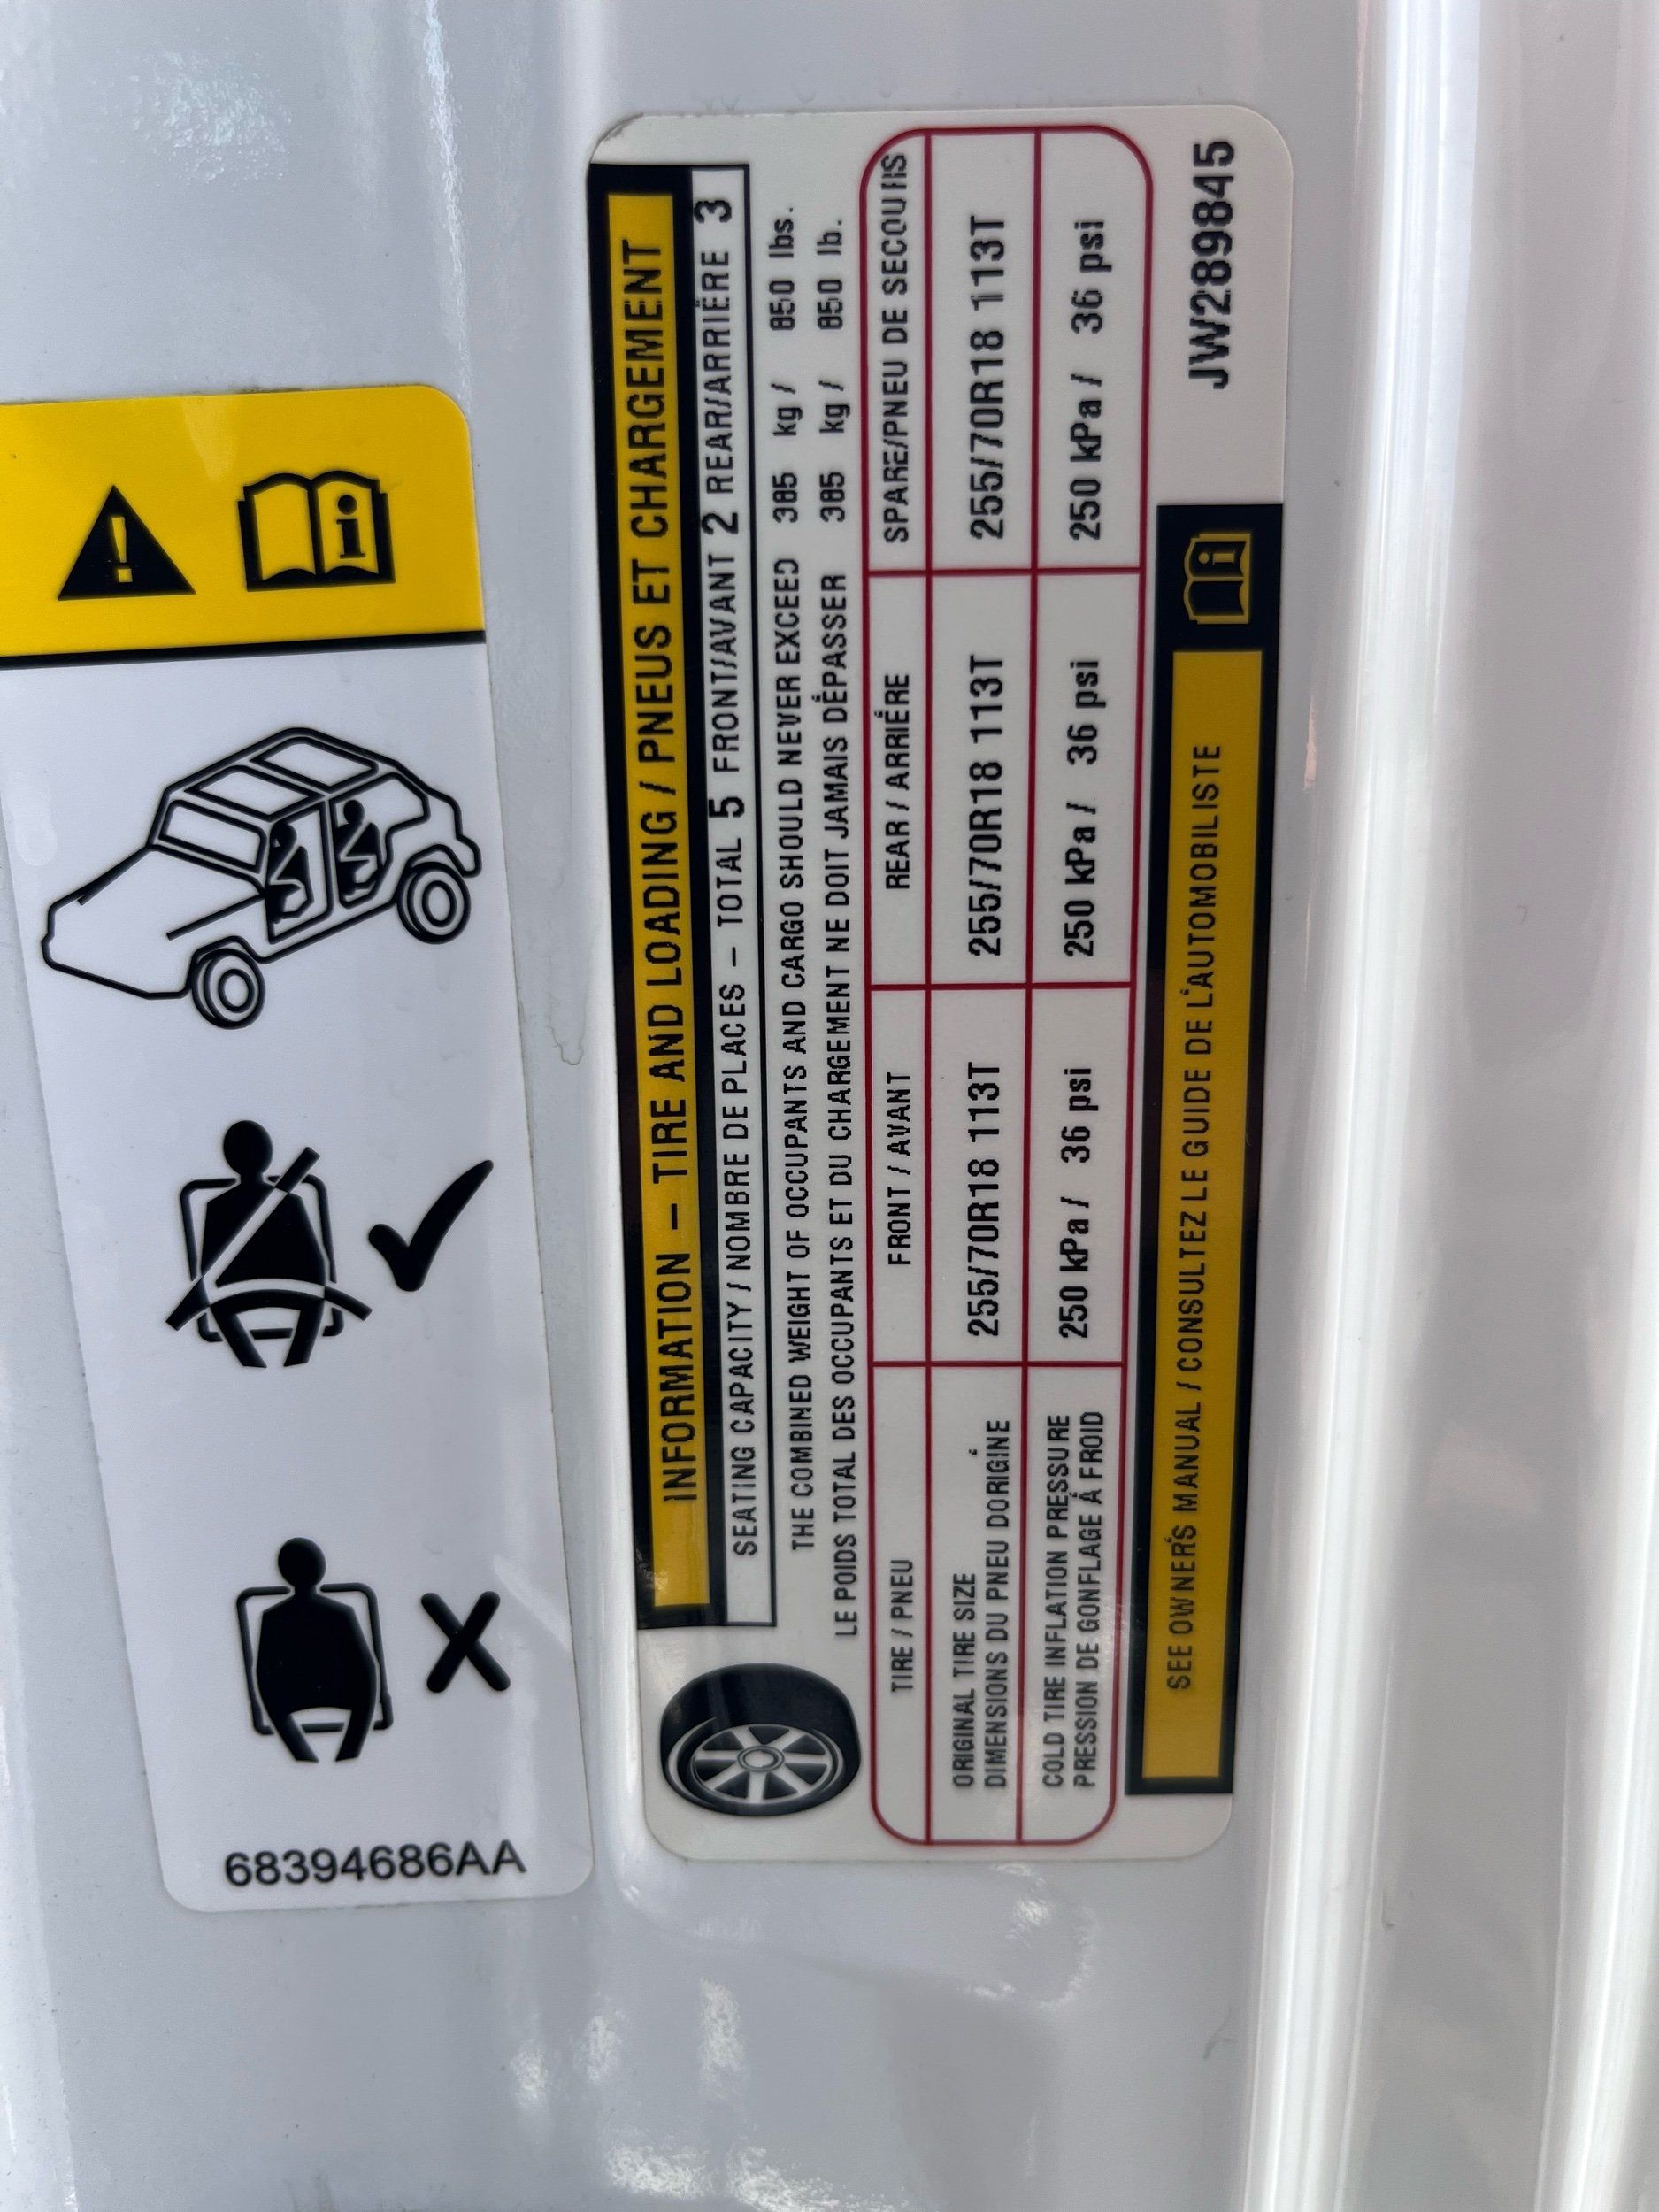 68394686AA
INFORMATION – TIRE AND LOADING / PNEUS ET CHARGEMENT
SEATING CAPACITY / NOMBRE DE PLACES – TOTAL 5 FRONT/AVANT 2 REAR/ARRIÈRE 3
THE COMBINED WEIGHT OF OCCUPANTS AND CARGO SHOULD NEVER EXCEED 385 kg / 850 lbs.
LE POIDS TOTAL DES OCCUPANTS ET DU CHARGEMENT NE DOIT JAMAIS DÉPASSER 385 kg / 850 lb.
TIRE / PNEU FRONT / AVANT REAR / ARRIÈRE SPARE/PNEU DE SECOURS
ORIGINAL TIRE SIZE
DIMENSIONS DU PNEU D'ORIGINE
255/70R18 113T 255/70R18 113T 255/70R18 113T
COLD TIRE INFLATION PRESSURE
PRESSION DE GONFLAGE À FROID
250 kPa / 36 psi 250 kPa / 36 psi 250 kPa / 36 psi
SEE OWNER'S MANUAL / CONSULTEZ LE GUIDE DE L'AUTOMOBILISTE
JW289845